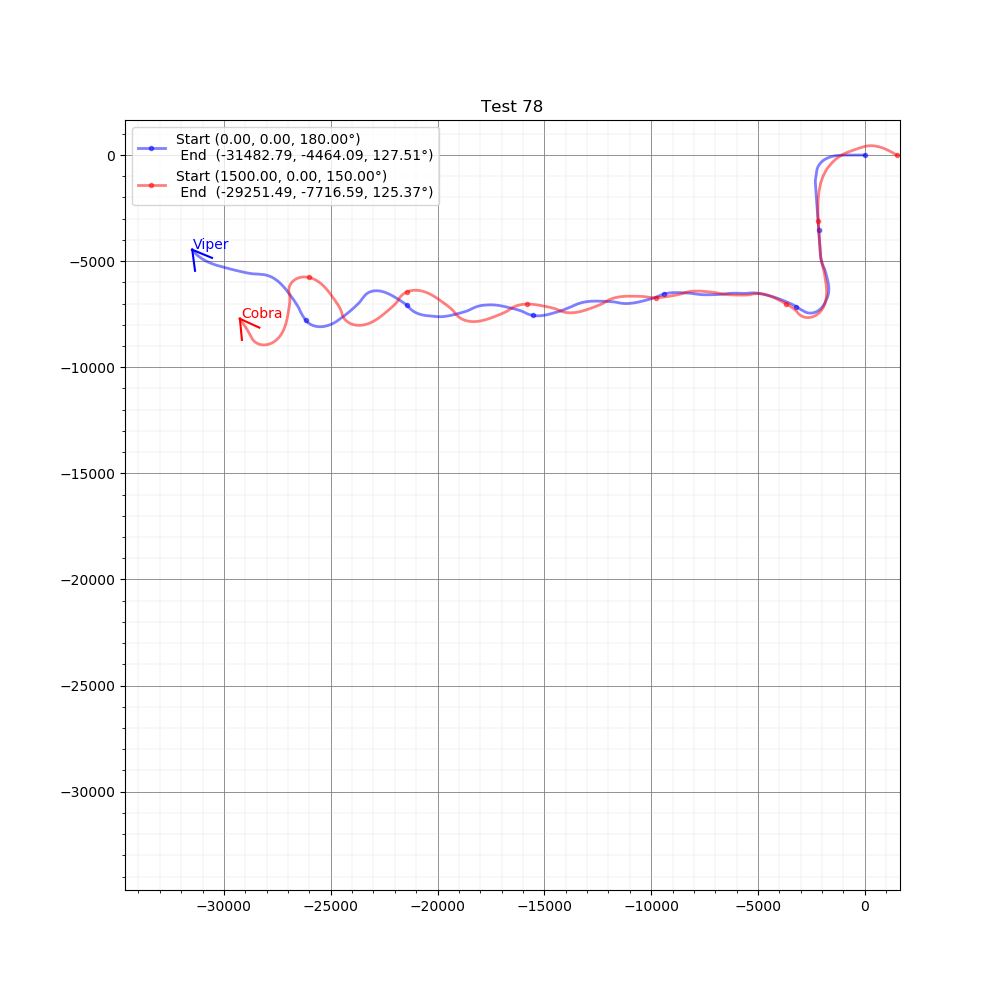 Test 78
Start (0.00, 0.00, 180.00°)
End  (-31482.79, -4464.09, 127.51°)
Start (1500.00, 0.00, 150.00°)
End  (-29251.49, -7716.59, 125.37°)
Viper
Cobra
0
−5000
−10000
−15000
−20000
−25000
−30000
−30000 −25000 −20000 −15000 −10000 −5000 0